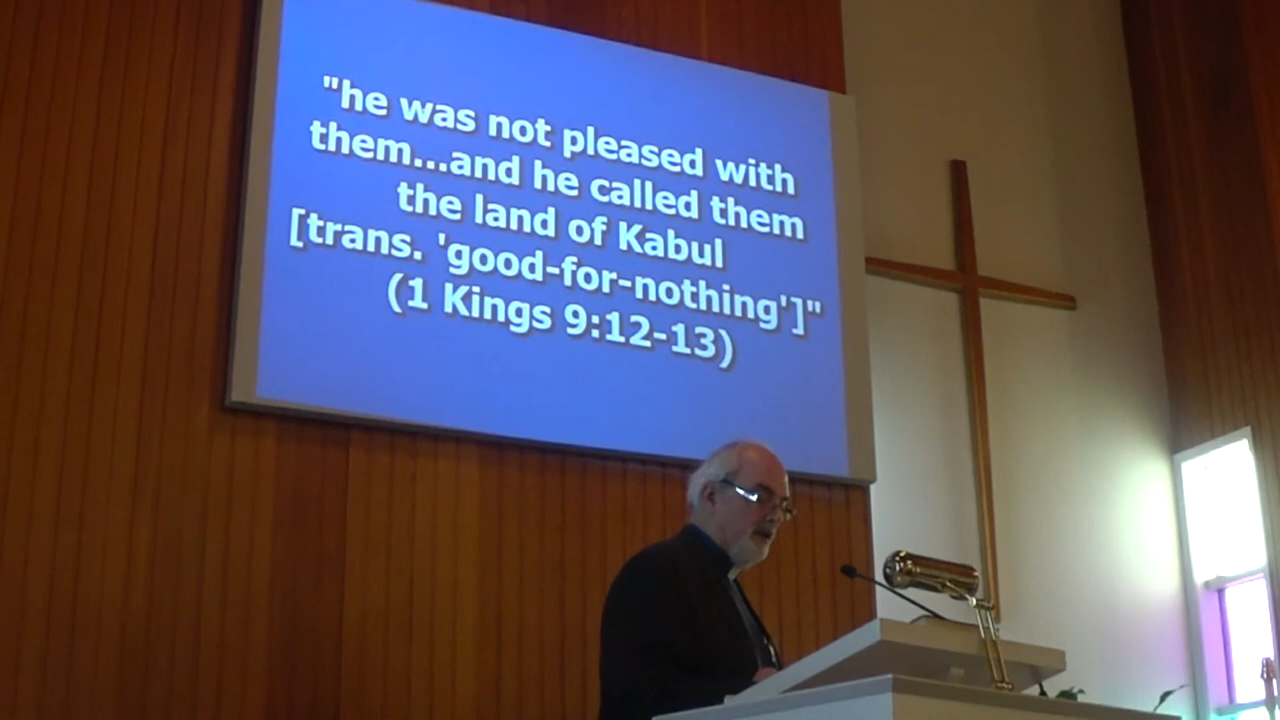 "he was not pleased with
them...and he called them
the land of Kabul
[trans. 'good-for-nothing']"
(1 Kings 9:12-13)